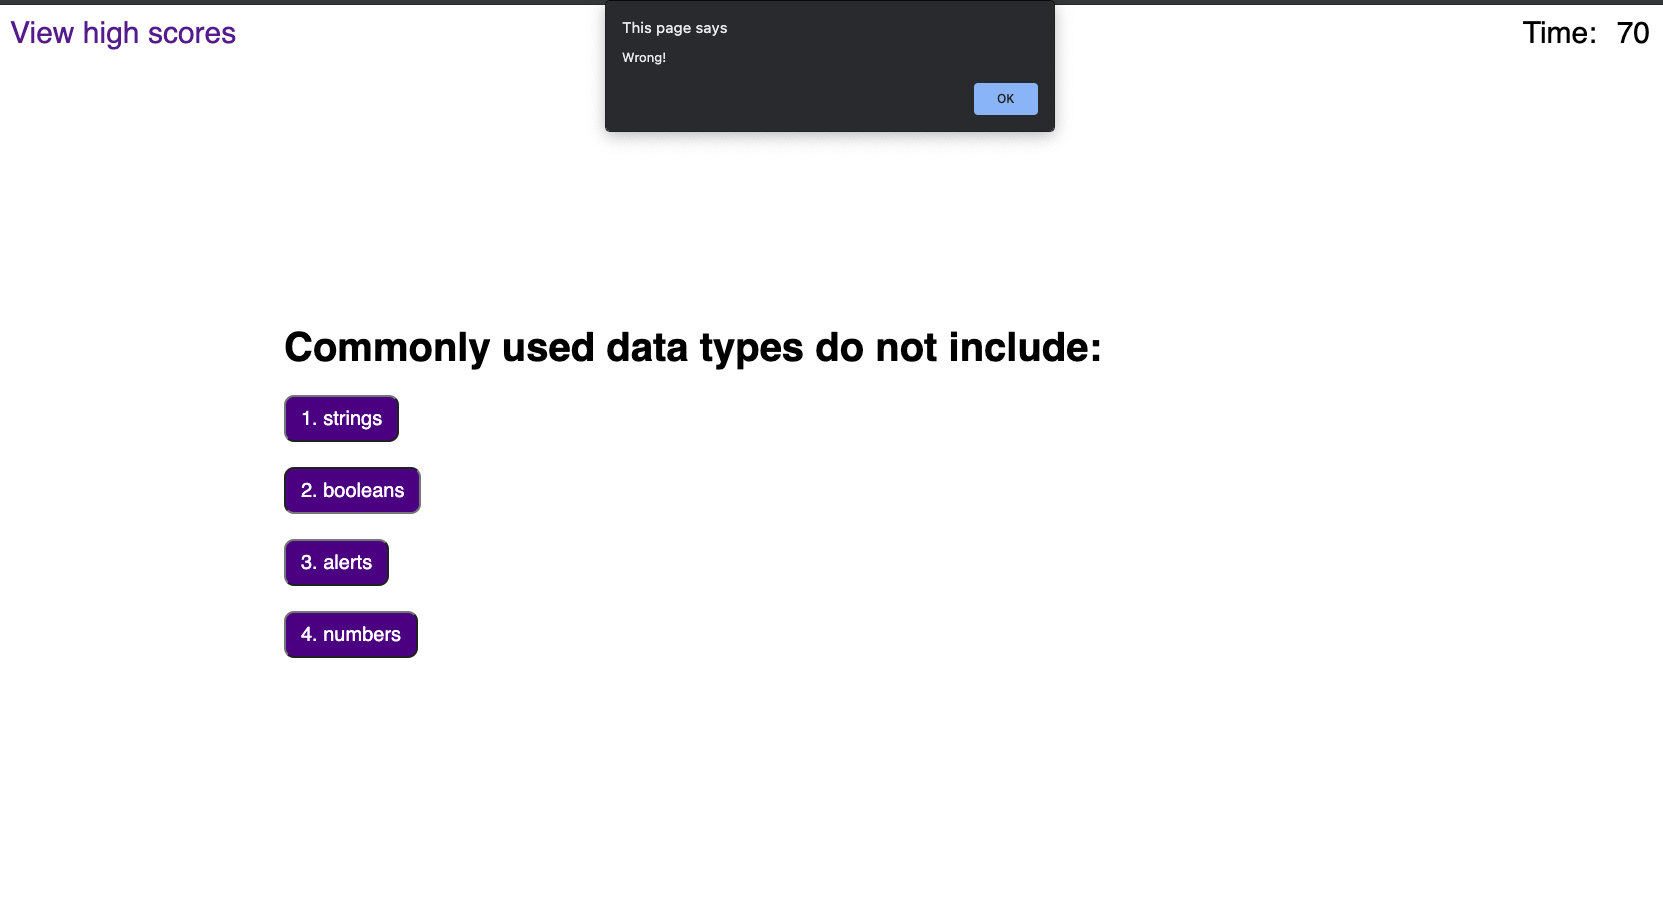 View high scores
This page says
Wrong!
OK
Time: 70
Commonly used data types do not include:
1. strings
2. booleans
3. alerts
4. numbers